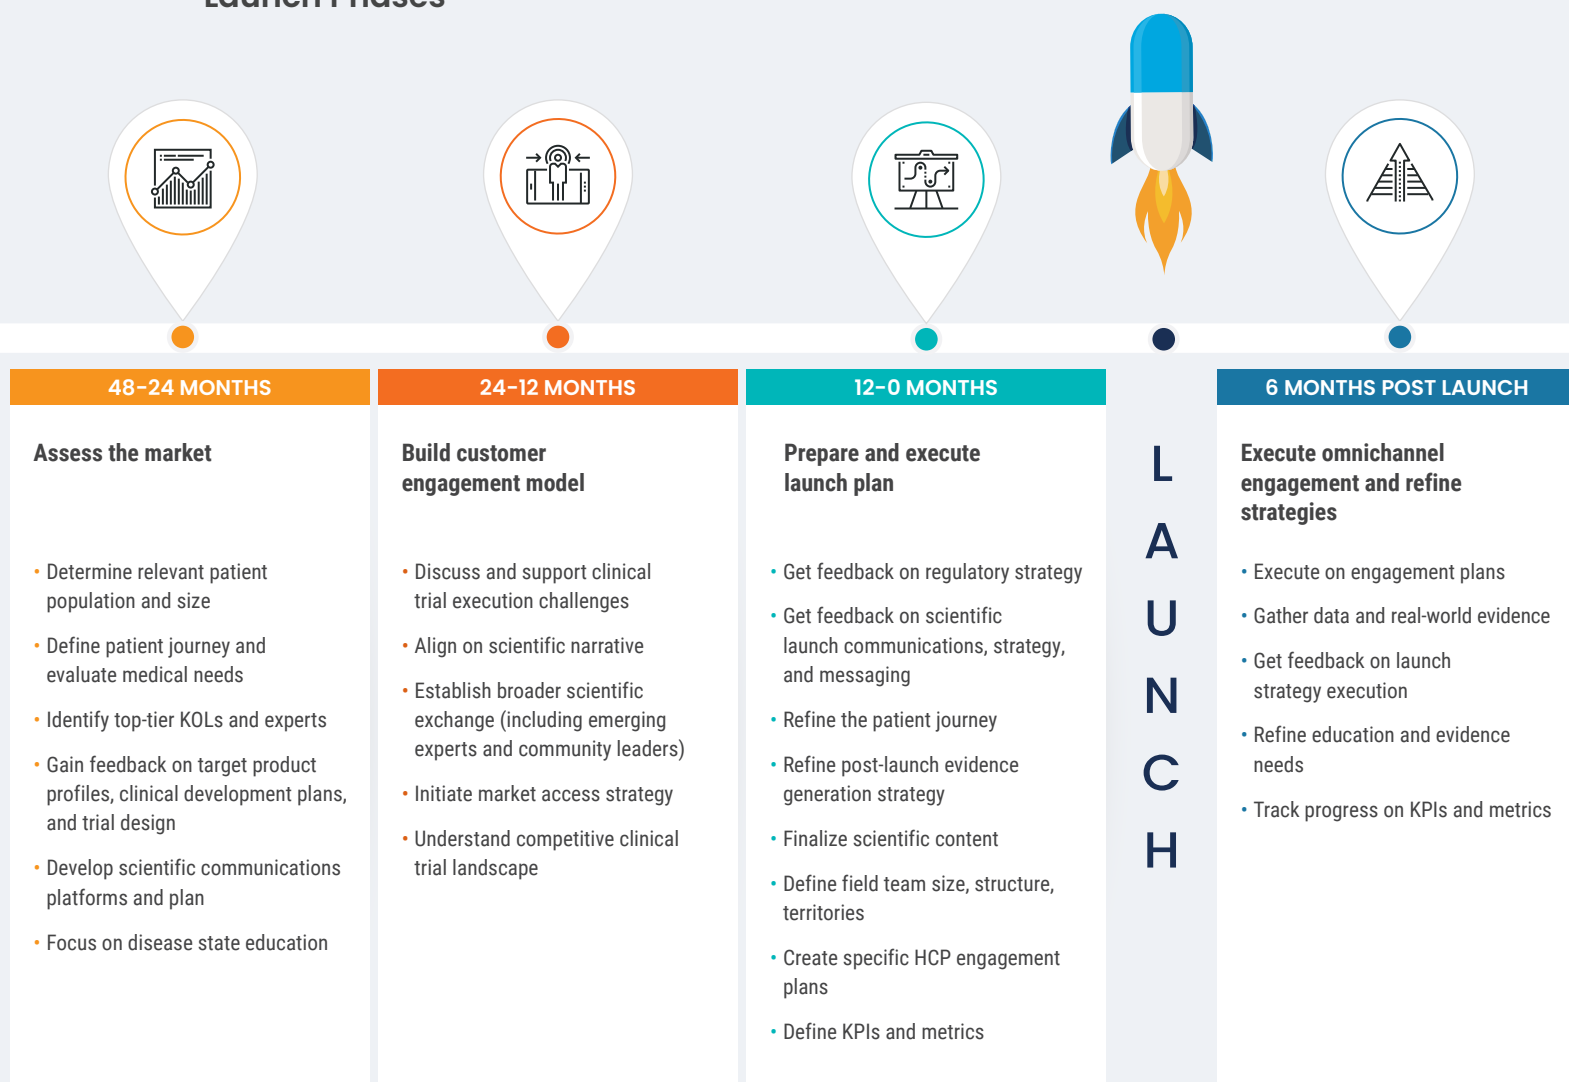 Launch Phases
48-24 MONTHS
Assess the market
• Determine relevant patient
population and size
• Define patient journey and
evaluate medical needs
• Identify top-tier KOLs and experts
• Gain feedback on target product
profiles, clinical development plans,
and trial design
• Develop scientific communications
platforms and plan
• Focus on disease state education
24-12 MONTHS
Build customer
engagement model
• Discuss and support clinical
trial execution challenges
• Align on scientific narrative
• Establish broader scientific
exchange (including emerging
experts and community leaders)
• Initiate market access strategy
• Understand competitive clinical
trial landscape
12-0 MONTHS
Prepare and execute
launch plan
• Get feedback on regulatory strategy
• Get feedback on scientific
launch communications, strategy,
and messaging
• Refine the patient journey
• Refine post-launch evidence
generation strategy
• Finalize scientific content
• Define field team size, structure,
territories
• Create specific HCP engagement
plans
• Define KPIs and metrics
L
A
U
N
C
H
6 MONTHS POST LAUNCH
Execute omnichannel
engagement and refine
strategies
• Execute on engagement plans
• Gather data and real-world evidence
• Get feedback on launch
strategy execution
• Refine education and evidence
needs
• Track progress on KPIs and metrics